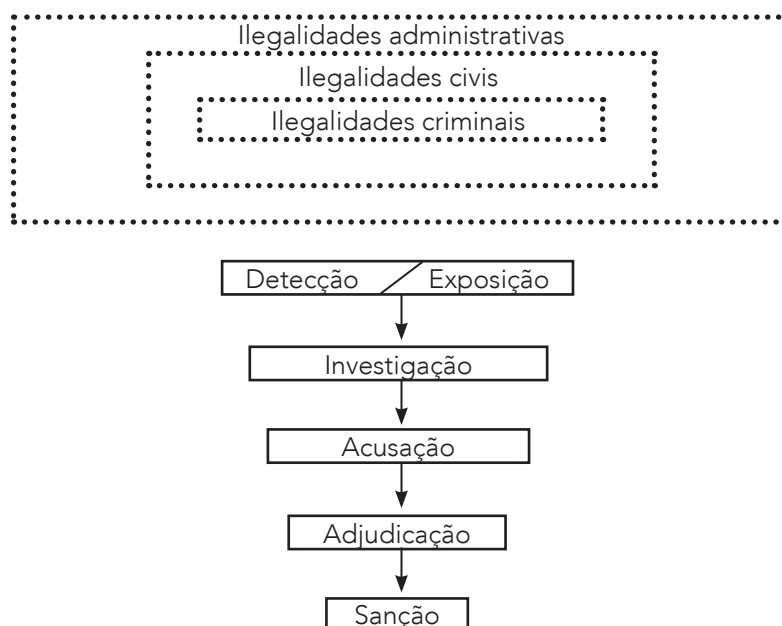 Ilegalidades administrativas
Ilegalidades civis
Ilegalidades criminais
Detecção / Exposição
Investigação
Acusação
Adjudicação
Sanção